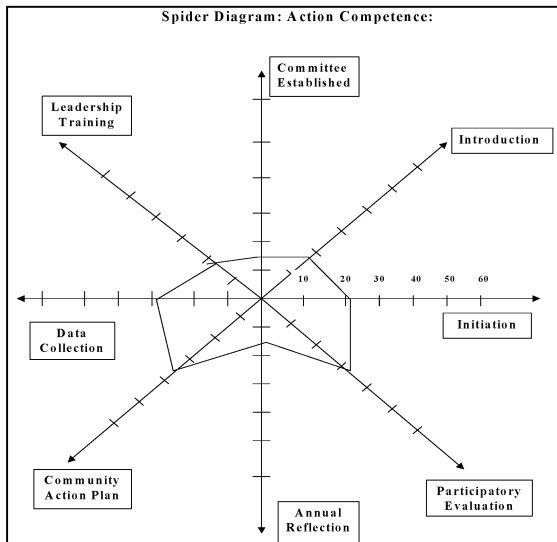 Spider Diagram: Action Competence:
Committee
Established
Leadership
Training
Introduction
10 20 30 40 50 60
Data
Collection
Initiation
Community
Action Plan
Annual
Reflection
Participatory
Evaluation